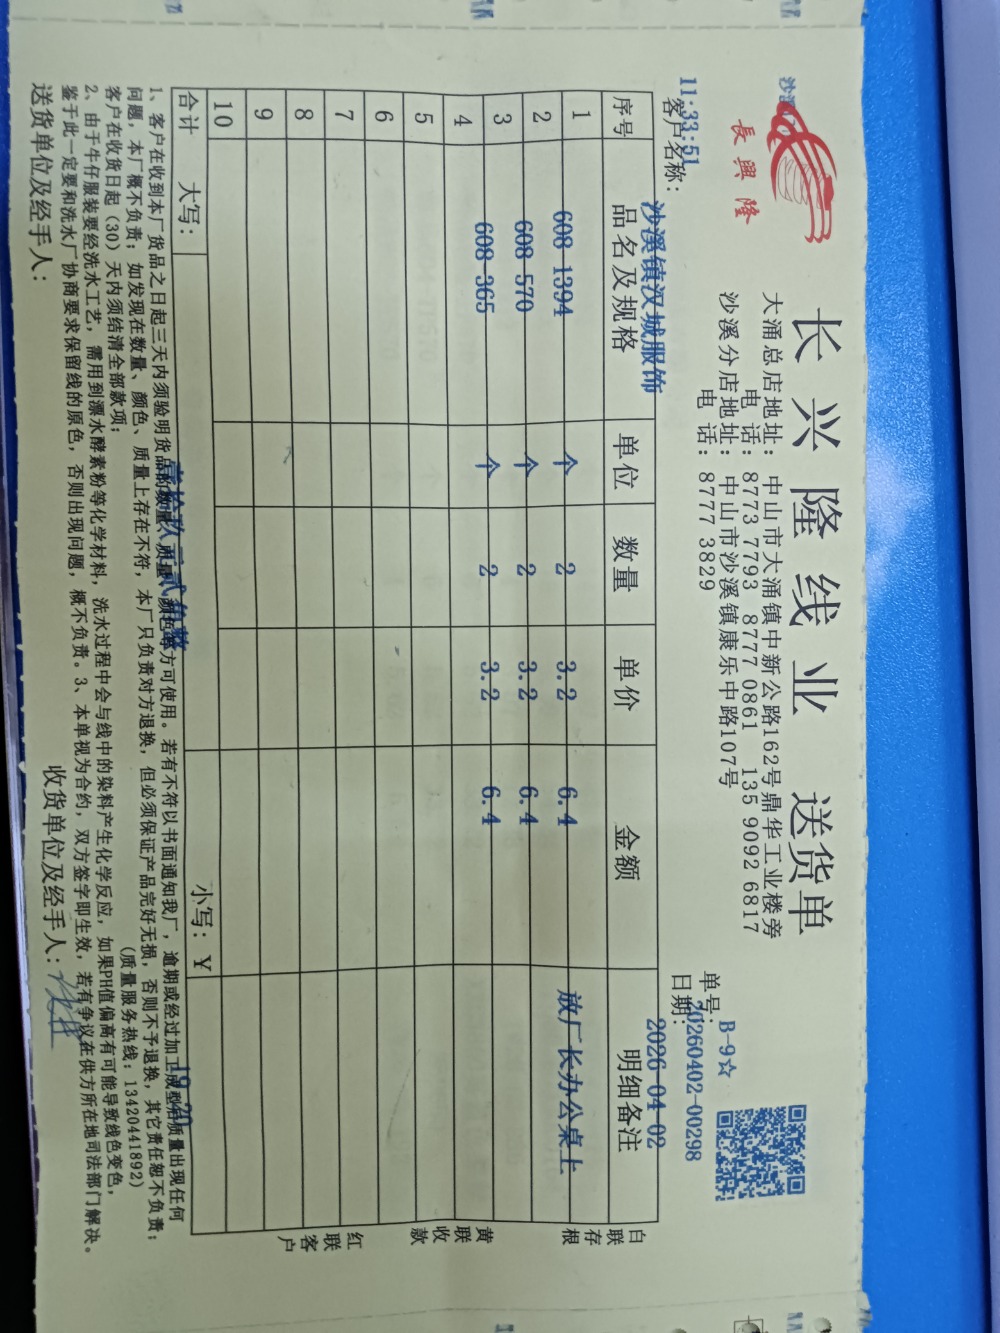 長興隆
长兴隆线业 送货单
大涌总店地址：中山市大涌镇中新公路162号鼎华工业楼旁
电 话：8773 7793 8777 0861 135 9092 6817
沙溪分店地址：中山市沙溪镇康乐中路107号
电 话：8777 3829
B-9☆
单号：20260402-00298
日期：2026-04-02
11:33:51
客户名称：沙溪镇汉城服饰
序号 品名及规格 单位 数量 单价 金额 明细备注
1 608-1394 个 2 3.2 6.4 放厂长办公桌上
2 608-570 个 2 3.2 6.4
3 608-365 个 2 3.2 6.4
4
5
6
7
8
9
10
合计 大写：壹拾玖元贰角整 小写：¥ 19.20
1、客户在收到本厂货品之日起三天内须验明货品的数量、质量、颜色等方可使用。若有不符以书面通知我厂，逾期或经过加工成型后质量出现任何
问题，本厂概不负责；如发现在数量、颜色、质量上存在不符，本厂只负责对方退换，但必须保证产品完好无损，否则不予退换，其它责任恕不负责；
客户在收货日起（30）天内须结清全部款项； (质量服务热线：13420441892)
2、由于牛仔服装要经洗水工艺，需用到漂水酵素粉等化学材料，洗水过程中会与线中的染料产生化学反应，如果PH值偏高有可能导致线色变色，
鉴于此一定要和洗水厂协商要求保留线的原色，否则出现问题，概不负责。3、本单视为合约，双方签字即生效，若有争议在供方所在地司法部门解决。
送货单位及经手人： 收货单位及经手人：
白联存根
黄联收款
红联客户